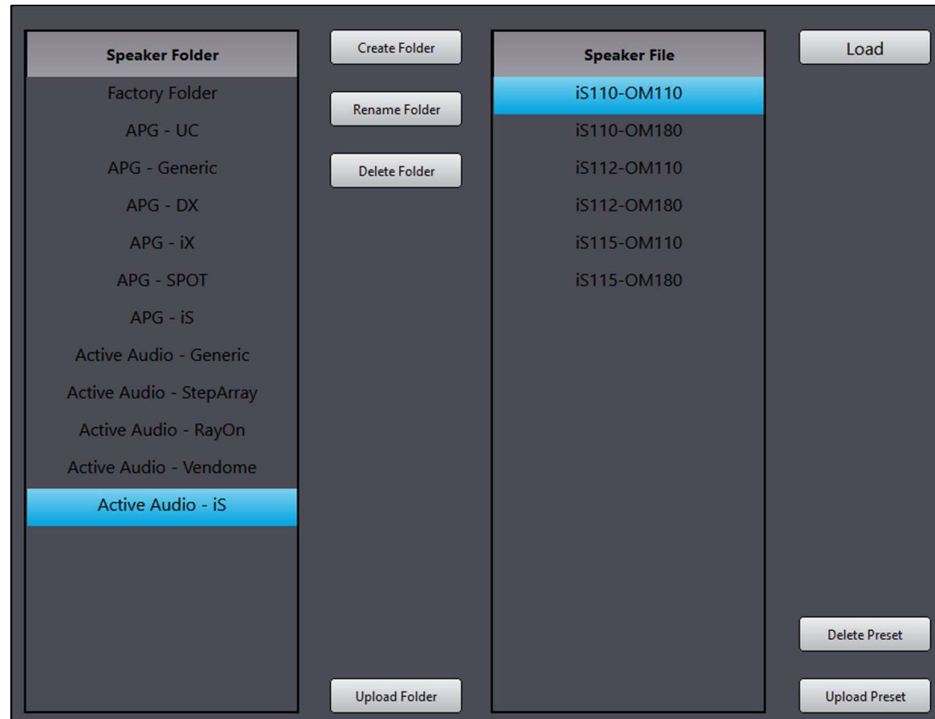 Speaker Folder
Factory Folder
APG - UC
APG - Generic
APG - DX
APG - iX
APG - SPOT
APG - iS
Active Audio - Generic
Active Audio - StepArray
Active Audio - RayOn
Active Audio - Vendome
Active Audio - iS
Create Folder
Rename Folder
Delete Folder
Upload Folder
Speaker File
iS110-OM110
iS110-OM180
iS112-OM110
iS112-OM180
iS115-OM110
iS115-OM180
Load
Delete Preset
Upload Preset